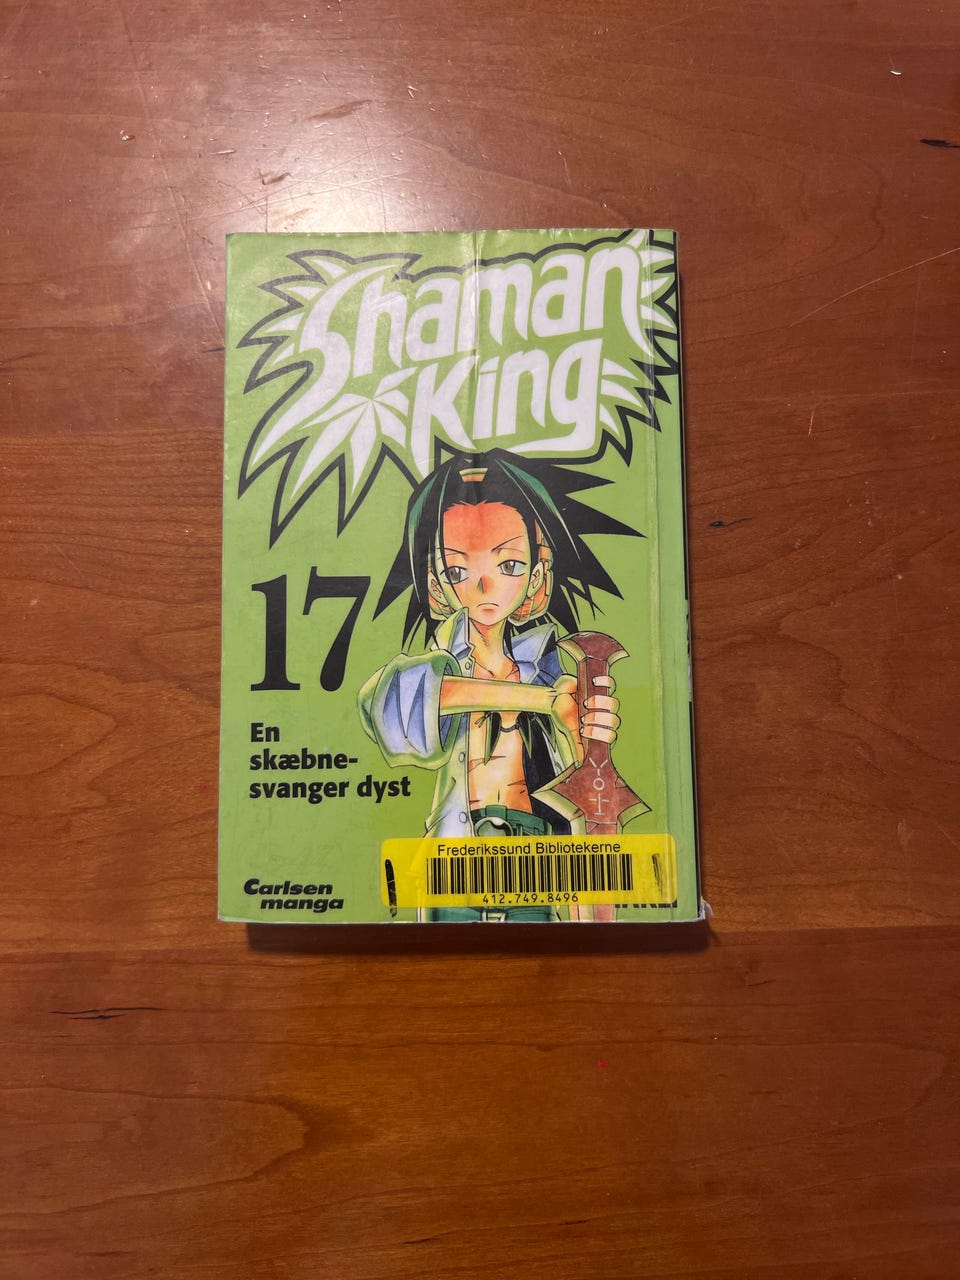 Shaman
King
17
En
skæbne-
svanger dyst
Carlsen
manga
Frederikssund Bibliotekerne
412.749.8496